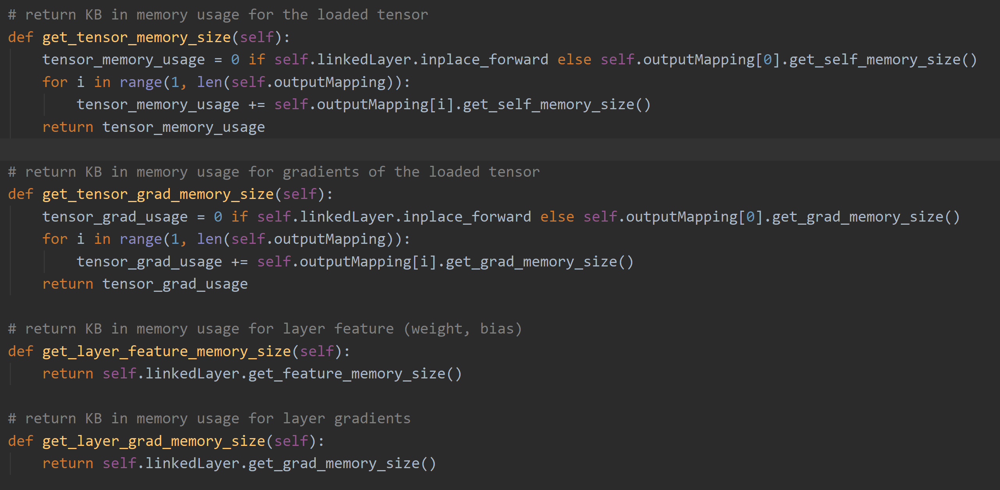 # return KB in memory usage for the loaded tensor
def get_tensor_memory_size(self):
    tensor_memory_usage = 0 if self.linkedLayer.inplace_forward else self.outputMapping[0].get_self_memory_size()
    for i in range(1, len(self.outputMapping)):
        tensor_memory_usage += self.outputMapping[i].get_self_memory_size()
    return tensor_memory_usage

# return KB in memory usage for gradients of the loaded tensor
def get_tensor_grad_memory_size(self):
    tensor_grad_usage = 0 if self.linkedLayer.inplace_forward else self.outputMapping[0].get_grad_memory_size()
    for i in range(1, len(self.outputMapping)):
        tensor_grad_usage += self.outputMapping[i].get_grad_memory_size()
    return tensor_grad_usage

# return KB in memory usage for layer feature (weight, bias)
def get_layer_feature_memory_size(self):
    return self.linkedLayer.get_feature_memory_size()

# return KB in memory usage for layer gradients
def get_layer_grad_memory_size(self):
    return self.linkedLayer.get_grad_memory_size()